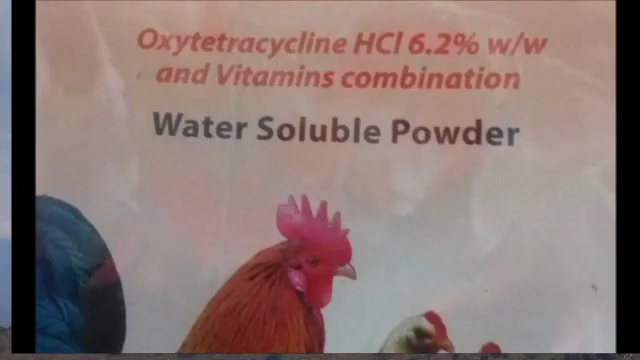 Oxytetracycline HCl 6.2% w/w
and Vitamins combination
Water Soluble Powder